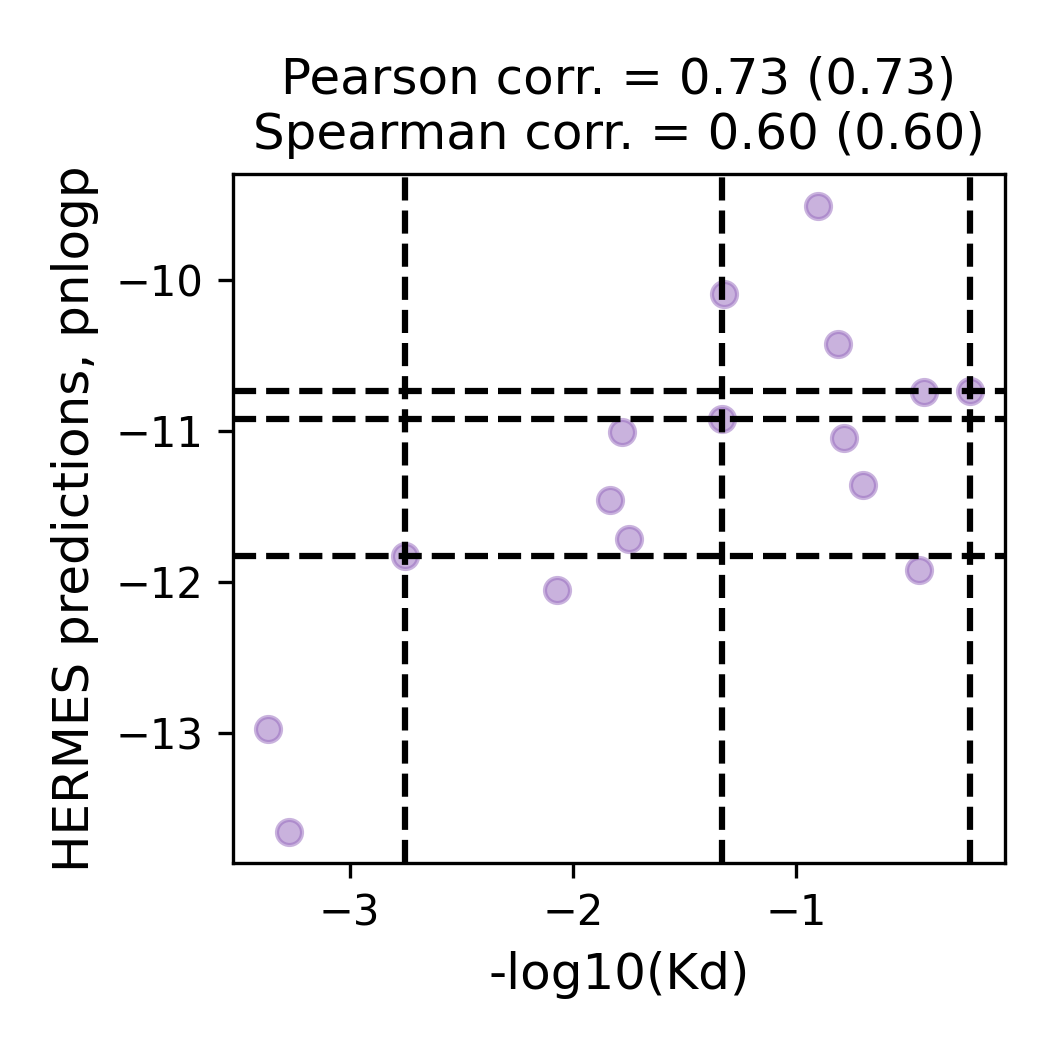 Pearson corr. = 0.73 (0.73)
Spearman corr. = 0.60 (0.60)
HERMES predictions, pnlogp
−10
−11
−12
−13
−3
−2
−1
-log10(Kd)